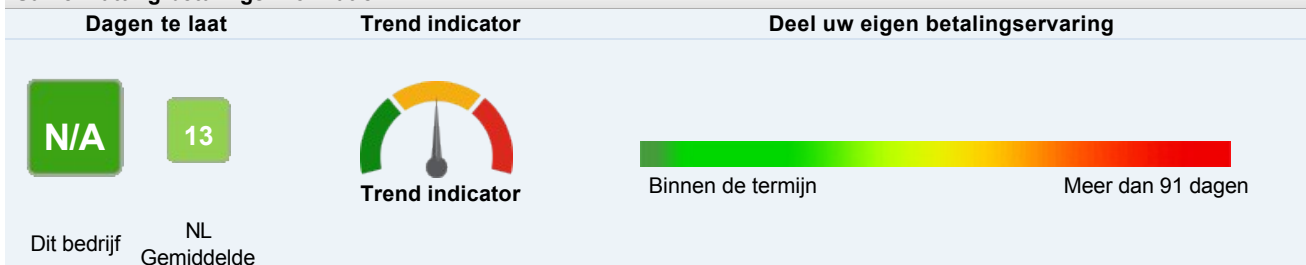 Dagen te laat
Trend indicator
Deel uw eigen betalingservaring
N/A
13
Trend indicator
Binnen de termijn
Meer dan 91 dagen
Dit bedrijf
NL
Gemiddelde